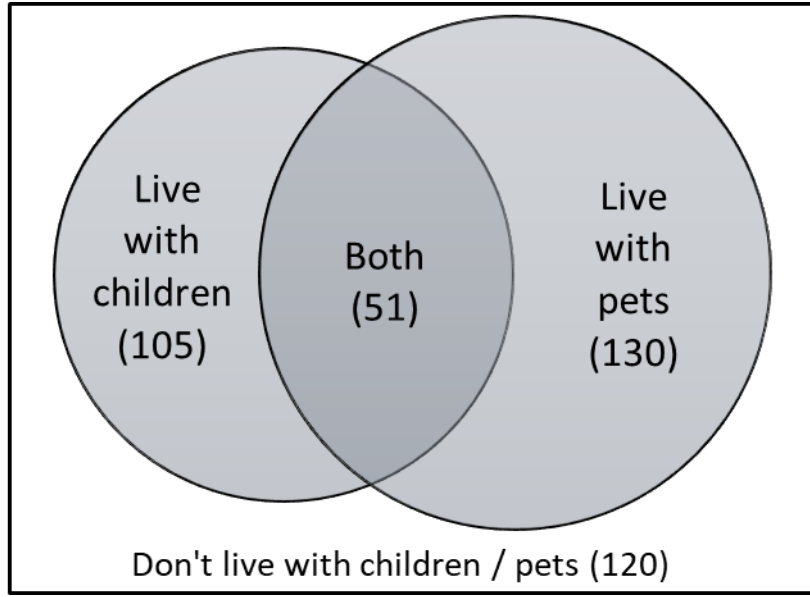 Live
with
children
(105)
Both
(51)
Live
with
pets
(130)
Don't live with children / pets (120)